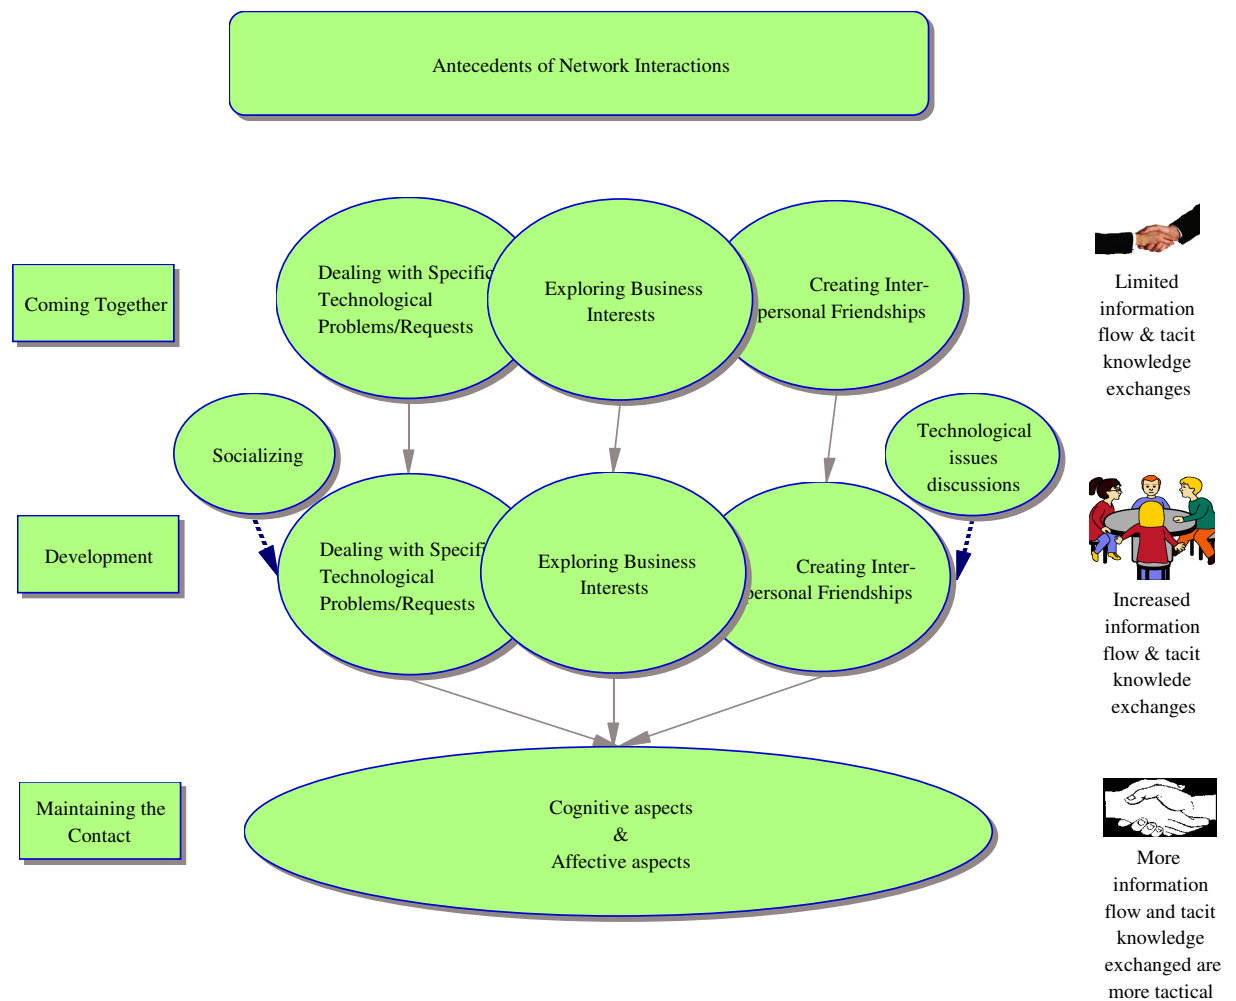 Antecedents of Network Interactions
Coming Together
Dealing with Specific
Technological
Problems/Requests
Exploring Business
Interests
Creating Inter-
personal Friendships
Limited
information
flow & tacit
knowledge
exchanges
Socializing
Technological
issues
discussions
Development
Dealing with Specifi
Technological
Problems/Requests
Exploring Business
Interests
Creating Inter-
personal Friendships
Increased
information
flow & tacit
knowlede
exchanges
Maintaining the
Contact
Cognitive aspects
&
Affective aspects
More
information
flow and tacit
knowledge
exchanged are
more tactical